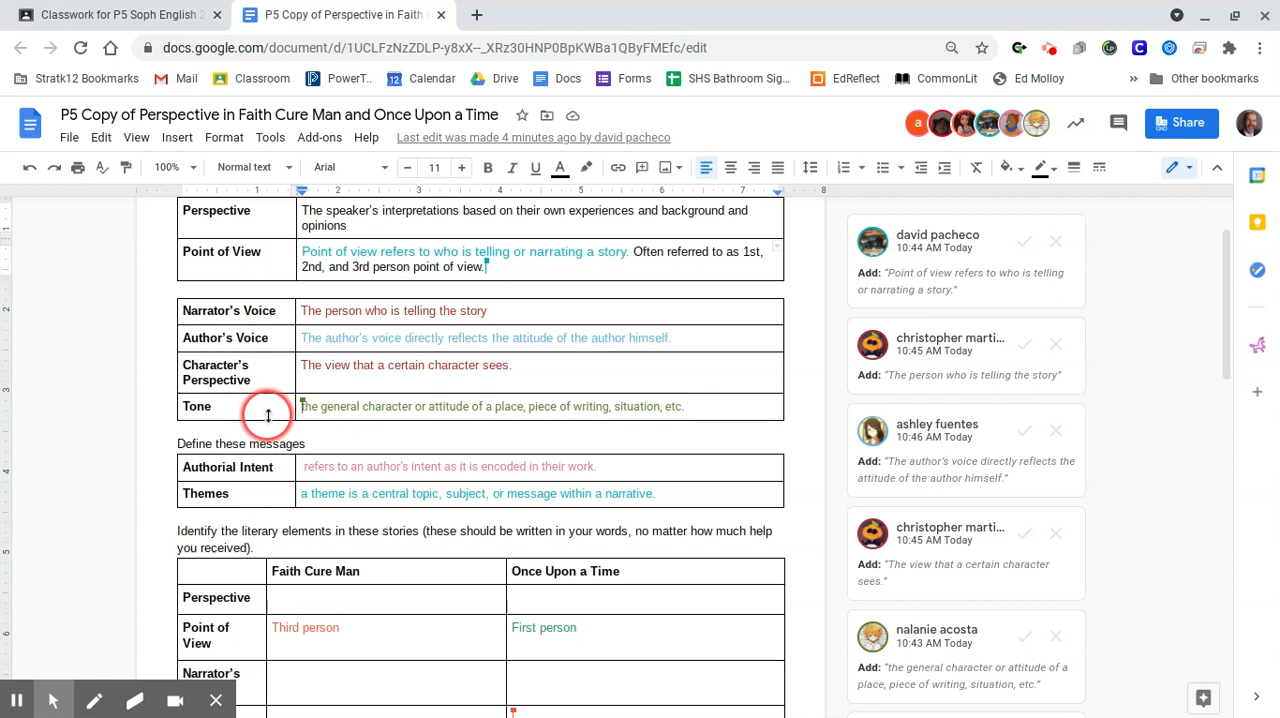 Classwork for P5 Soph English 2
P5 Copy of Perspective in Faith
docs.google.com/document/d/1UCLFzNzZDLP-y8xX--_XRz30HNP0BpKWBa1QByFMEfc/edit
Stratk12 Bookmarks
Mail
Classroom
PowerT..
Calendar
Drive
Docs
Forms
SHS Bathroom Sig...
EdReflect
CommonLit
Ed Molloy
»
Other bookmarks
P5 Copy of Perspective in Faith Cure Man and Once Upon a Time
File Edit View Insert Format Tools Add-ons Help
Last edit was made 4 minutes ago by david pacheco
a
Share
100%
Normal text
Arial
11
B I U A
1 2 3 4 5 6 7 8
Perspective
The speaker's interpretations based on their own experiences and background and
opinions
Point of View
Point of view refers to who is telling or narrating a story. Often referred to as 1st,
2nd, and 3rd person point of view.
Narrator's Voice
The person who is telling the story
Author's Voice
The author's voice directly reflects the attitude of the author himself.
Character's
Perspective
The view that a certain character sees.
Tone
the general character or attitude of a place, piece of writing, situation, etc.
Define these messages
Authorial Intent
refers to an author's intent as it is encoded in their work.
Themes
a theme is a central topic, subject, or message within a narrative.
Identify the literary elements in these stories (these should be written in your words, no matter how much help
you received).
Faith Cure Man
Once Upon a Time
Perspective
Point of
View
Third person
First person
Narrator's
david pacheco
10:44 AM Today
Add: "Point of view refers to who is telling
or narrating a story."
christopher marti...
10:45 AM Today
Add: "The person who is telling the story"
ashley fuentes
10:46 AM Today
Add: "The author's voice directly reflects the
attitude of the author himself."
christopher marti...
10:45 AM Today
Add: "The view that a certain character
sees."
nalanie acosta
10:43 AM Today
Add: "the general character or attitude of a
place, piece of writing, situation, etc."